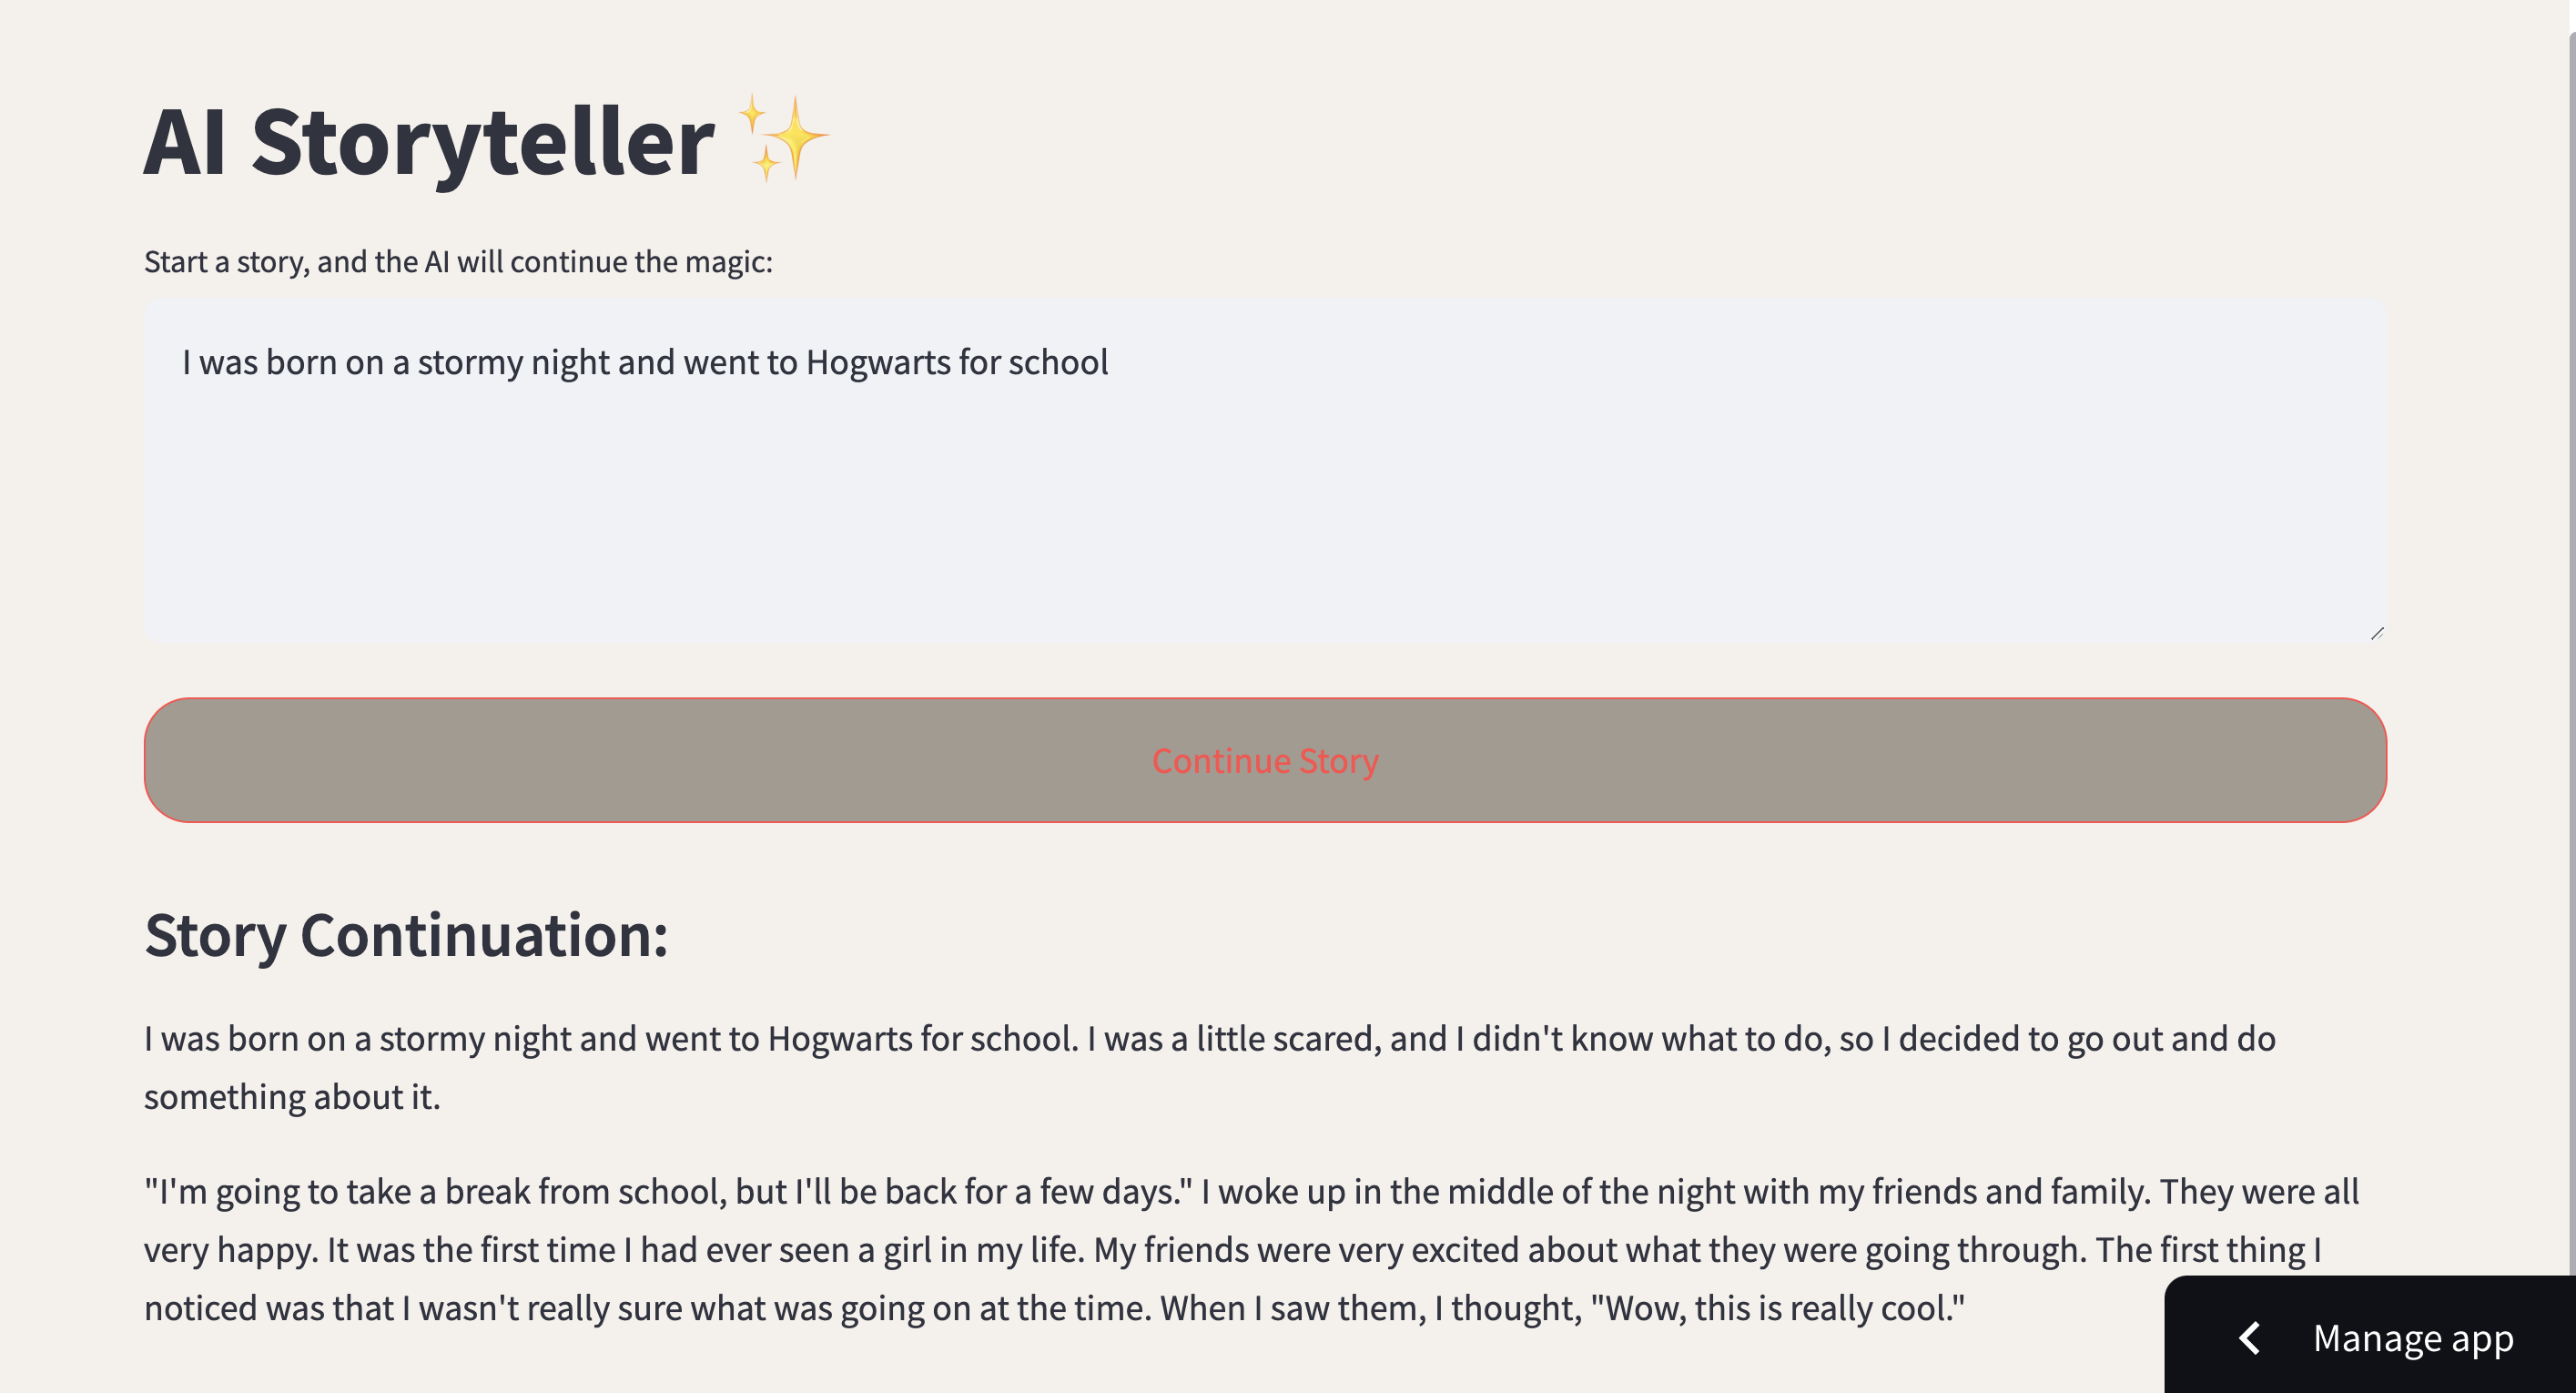 AI Storyteller ✨
Start a story, and the AI will continue the magic:
I was born on a stormy night and went to Hogwarts for school
Continue Story
Story Continuation:
I was born on a stormy night and went to Hogwarts for school. I was a little scared, and I didn't know what to do, so I decided to go out and do
something about it.
"I'm going to take a break from school, but I'll be back for a few days." I woke up in the middle of the night with my friends and family. They were all
very happy. It was the first time I had ever seen a girl in my life. My friends were very excited about what they were going through. The first thing I
noticed was that I wasn't really sure what was going on at the time. When I saw them, I thought, "Wow, this is really cool."
Manage app